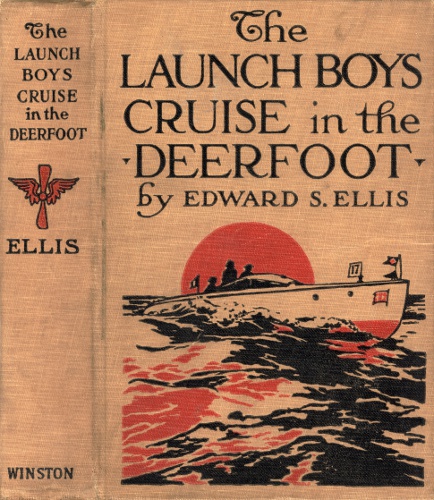 The
LAUNCH
BOYS
CRUISE
in the
DEERFOOT
ELLIS
WINSTON
The
LAUNCH BOYS
CRUISE in the
· DEERFOOT ·
by EDWARD S. ELLIS
17